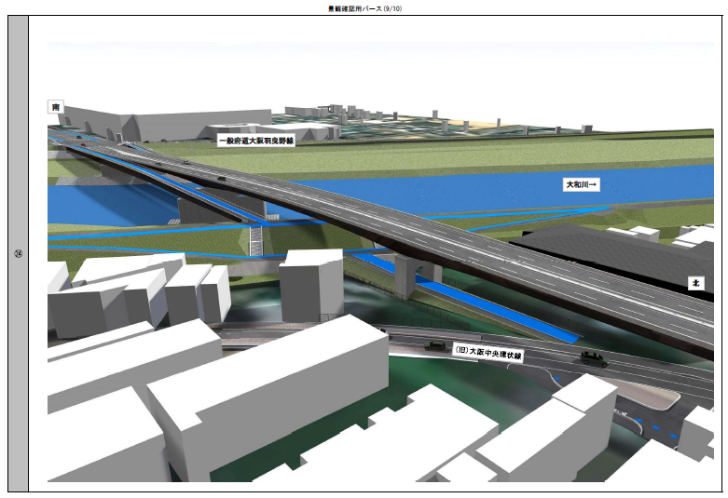 景観確認用パース(9/10)
南
一般府道大阪羽曳野線
大和川→
㉔
北
(旧)大阪中央環状線